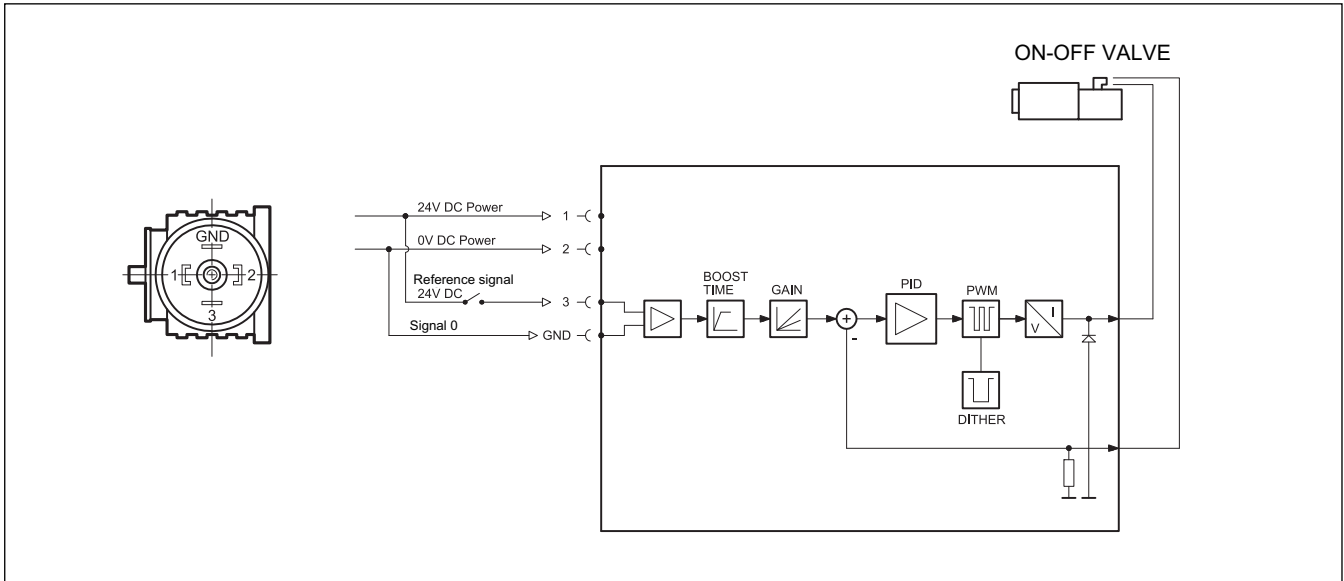 ON-OFF VALVE
GND
1
2
3
24V DC Power
1
0V DC Power
2
Reference signal
24V DC
3
Signal 0
GND
BOOST
TIME
GAIN
+
-
PID
PWM
V
I
DITHER